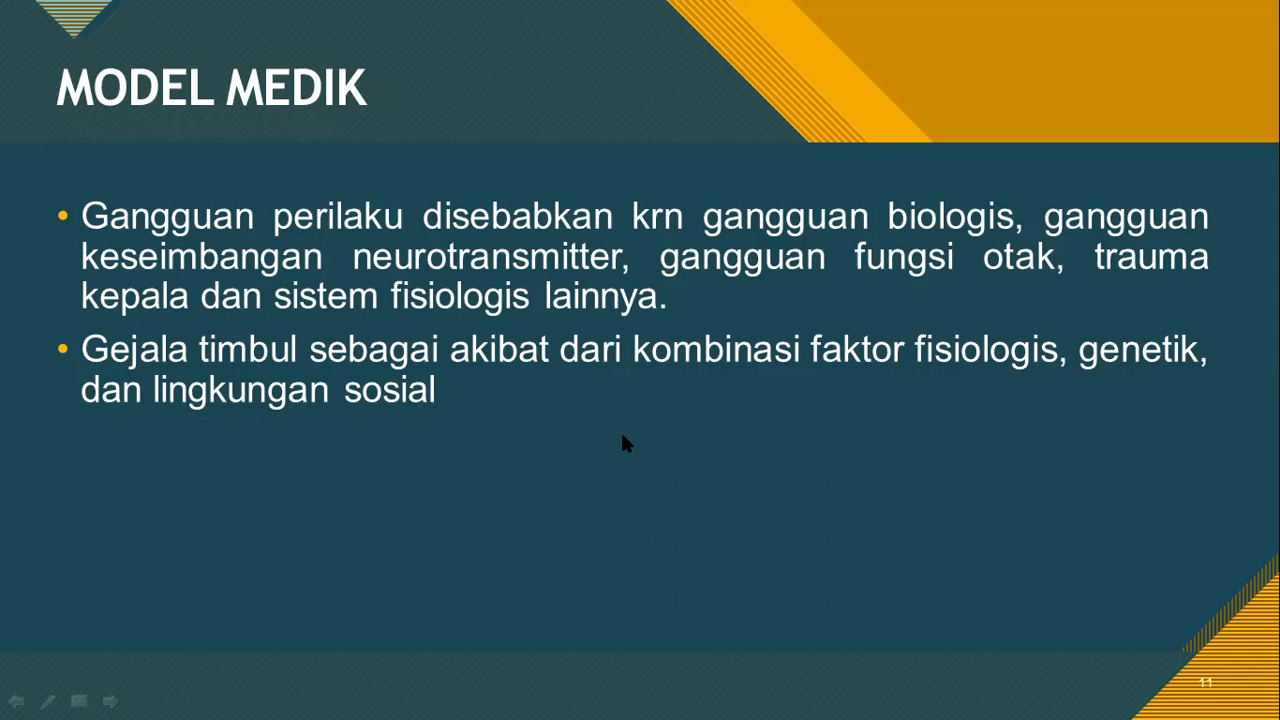 MODEL MEDIK
• Gangguan perilaku disebabkan krn gangguan biologis, gangguan
keseimbangan neurotransmitter, gangguan fungsi otak, trauma
kepala dan sistem fisiologis lainnya.
• Gejala timbul sebagai akibat dari kombinasi faktor fisiologis, genetik,
dan lingkungan sosial
11